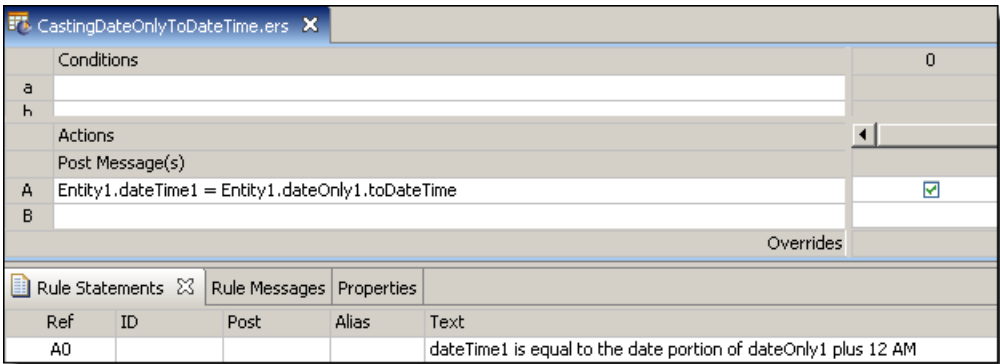 CastingDateOnlyToDateTime.ers
Conditions 0
a
b
Actions
Post Message(s)
A Entity1.dateTime1 = Entity1.dateOnly1.toDateTime
B
Overrides
Rule Statements Rule Messages Properties
Ref ID Post Alias Text
A0 dateTime1 is equal to the date portion of dateOnly1 plus 12 AM